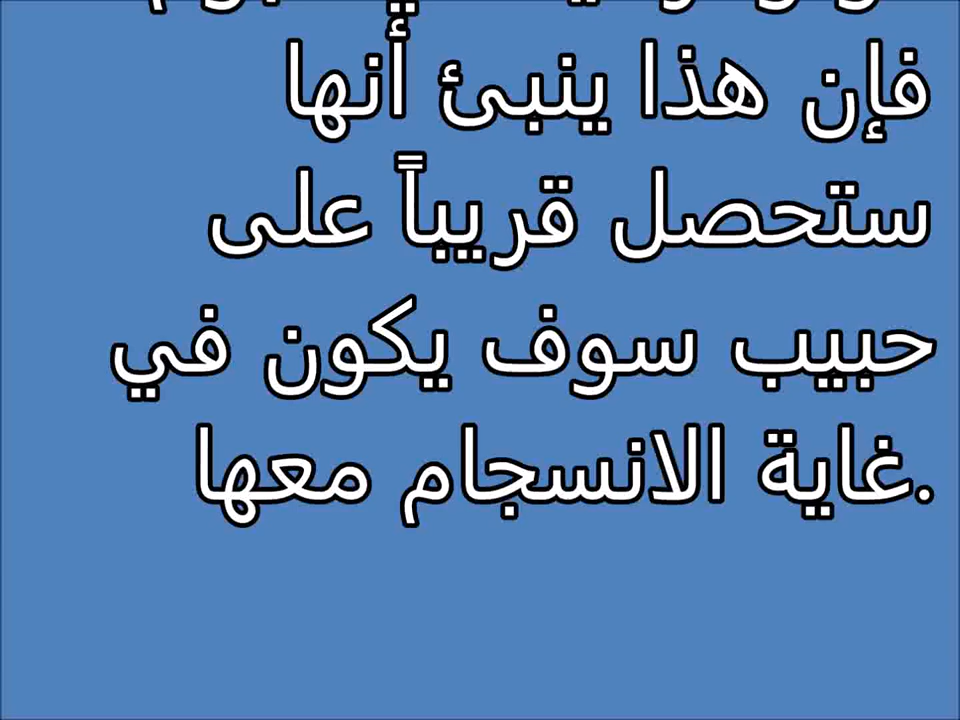 فإن هذا ينبئ أنها
ستحصل قريباً على
حبيب سوف يكون في
غاية الانسجام معها.